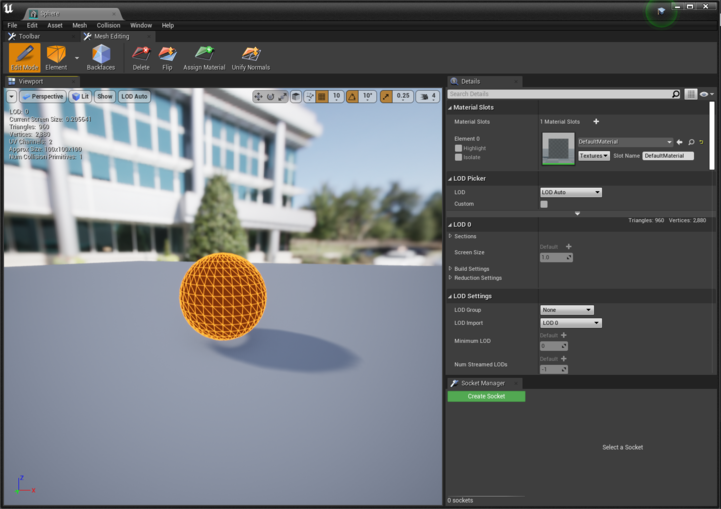 Sphere
File Edit Asset Mesh Collision Window Help
Toolbar Mesh Editing
Edit Mode Element Backfaces Delete Flip Assign Material Unify Normals
Viewport
Perspective Lit Show LOD Auto 10 10° 0.25 4
LOD: 0
Current Screen Size: 0.205641
Triangles: 960
Vertices: 2,880
UV Channels: 2
Approx Size: 100x100x100
Num Collision Primitives: 1
Z
X
Details
Search Details
Material Slots
Material Slots 1 Material Slots
Element 0
Highlight
Isolate
DefaultMaterial
Textures Slot Name DefaultMaterial
LOD Picker
LOD LOD Auto
Custom
LOD 0 Triangles: 960 Vertices: 2,880
Sections
Default
Screen Size 1.0
Build Settings
Reduction Settings
LOD Settings
LOD Group None
LOD Import LOD 0
Default
Minimum LOD 0
Default
Num Streamed LODs -1
Socket Manager
Create Socket
Select a Socket
0 sockets